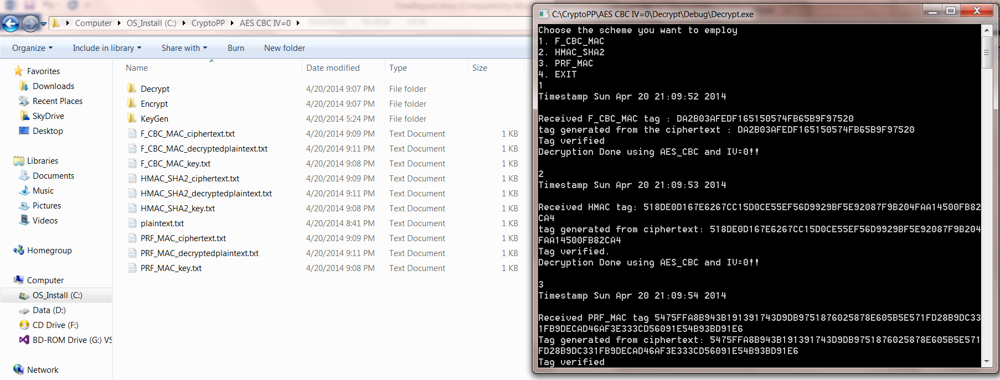 Computer OS_Install (C:) CryptoPP AES CBC IV=0
Organize Include in library Share with Burn New folder
Favorites
Downloads
Recent Places
SkyDrive
Desktop
Libraries
Documents
Music
Pictures
Videos
Homegroup
Computer
OS_Install (C:)
Data (D:)
CD Drive (F:)
BD-ROM Drive (G:) VS
Network
Name Date modified Type Size
Decrypt 4/20/2014 9:07 PM File folder
Encrypt 4/20/2014 9:07 PM File folder
KeyGen 4/20/2014 5:24 PM File folder
F_CBC_MAC_ciphertext.txt 4/20/2014 9:09 PM Text Document 1 KB
F_CBC_MAC_decryptedplaintext.txt 4/20/2014 9:11 PM Text Document 1 KB
F_CBC_MAC_key.txt 4/20/2014 9:08 PM Text Document 1 KB
HMAC_SHA2_ciphertext.txt 4/20/2014 9:09 PM Text Document 1 KB
HMAC_SHA2_decryptedplaintext.txt 4/20/2014 9:11 PM Text Document 1 KB
HMAC_SHA2_key.txt 4/20/2014 9:08 PM Text Document 1 KB
plaintext.txt 4/20/2014 8:41 PM Text Document 1 KB
PRF_MAC_ciphertext.txt 4/20/2014 9:09 PM Text Document 1 KB
PRF_MAC_decryptedplaintext.txt 4/20/2014 9:11 PM Text Document 1 KB
PRF_MAC_key.txt 4/20/2014 9:08 PM Text Document 1 KB
C:\CryptoPP\AES CBC IV=0\Decrypt\Debug\Decrypt.exe
Choose the scheme you want to employ
1. F_CBC_MAC
2. HMAC_SHA2
3. PRF_MAC
4. EXIT
1
Timestamp Sun Apr 20 21:09:52 2014
Received F_CBC_MAC tag : DA2B03AFEDF165150574FB65B9F97520
tag generated from the ciphertext : DA2B03AFEDF165150574FB65B9F97520
Tag verified
Decryption Done using AES_CBC and IV=0!!
2
Timestamp Sun Apr 20 21:09:53 2014
Received HMAC tag: 518DE0D167E6267CC15D0CE55EF56D9929BF5E92087F9B204FAA14500FB82
CA4
tag generated from ciphertext: 518DE0D167E6267CC15D0CE55EF56D9929BF5E92087F9B204
FAA14500FB82CA4
Tag verified.
Decryption Done using AES_CBC and IV=0!!
3
Timestamp Sun Apr 20 21:09:54 2014
Received PRF_MAC tag 5475FFA8B943B191391743D9DB9751876025878E605B5E571FD28B9DC33
1FB9DECAD46AF3E333CD56091E54B93BD91E6
Tag generated from ciphertext: 5475FFA8B943B191391743D9DB9751876025878E605B5E571
FD28B9DC331FB9DECAD46AF3E333CD56091E54B93BD91E6
Tag verified